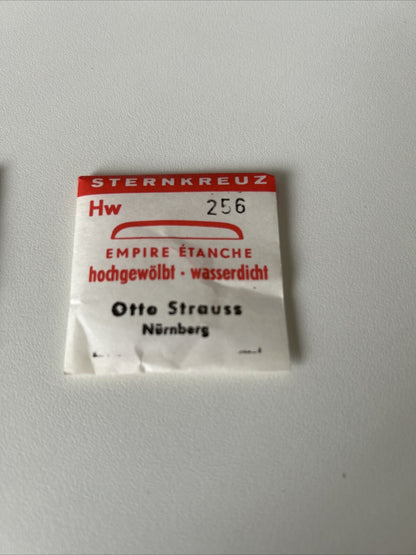 STERNKREUZ
Hw 256
EMPIRE ÉTANCHE
hochgewölbt · wasserdicht
Otto Strauss
Nürnberg